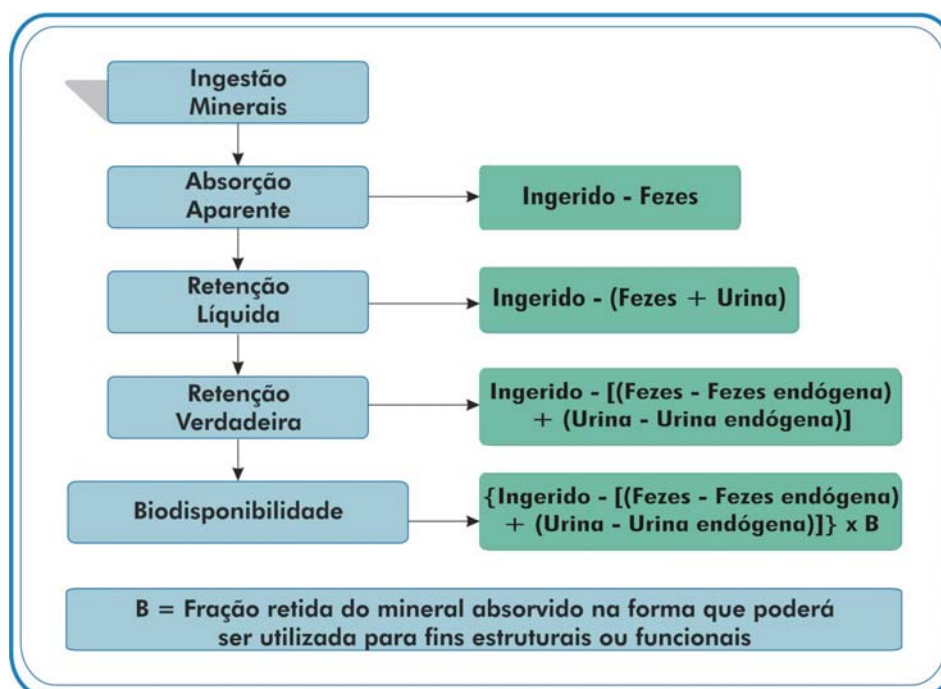 Ingestão
Minerais
Absorção
Aparente
Ingerido - Fezes
Retenção
Líquida
Ingerido - (Fezes + Urina)
Retenção
Verdadeira
Ingerido - [(Fezes - Fezes endógena)
+ (Urina - Urina endógena)]
Biodisponibilidade
{Ingerido - [(Fezes - Fezes endógena)
+ (Urina - Urina endógena)]} x B
B = Fração retida do mineral absorvido na forma que poderá
ser utilizada para fins estruturais ou funcionais